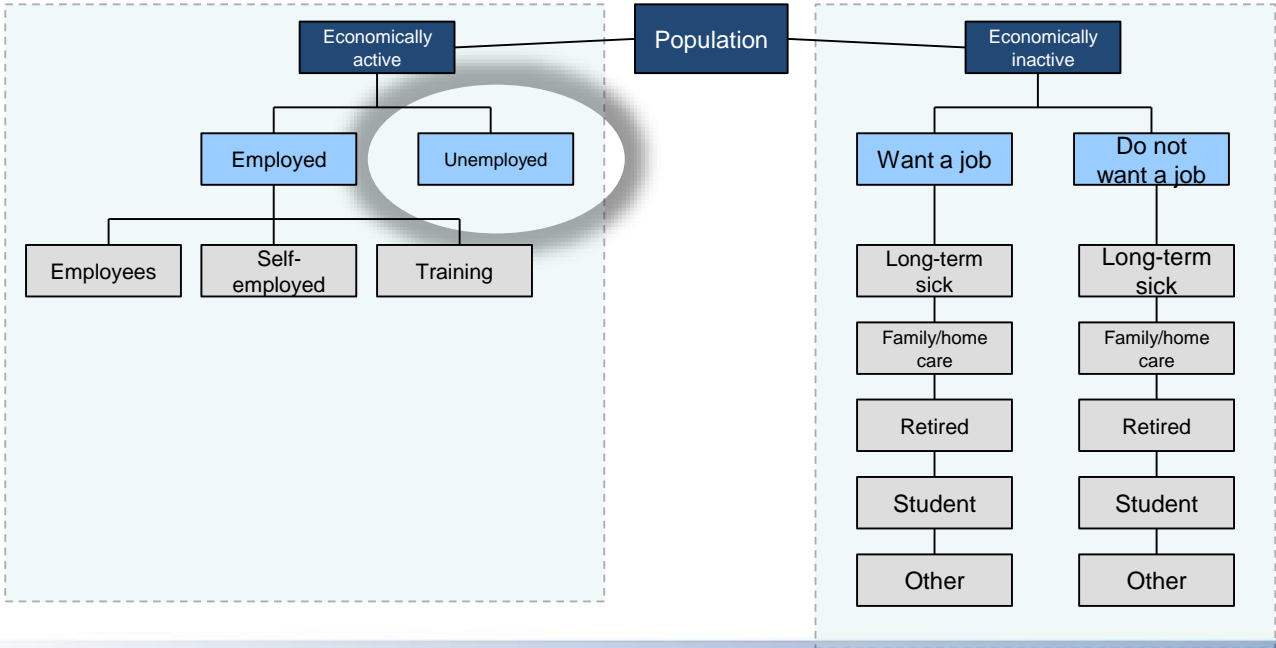 Population
Economically
active
Economically
inactive
Employed
Unemployed
Want a job
Do not
want a job
Employees
Self-
employed
Training
Long-term
sick
Long-term
sick
Family/home
care
Family/home
care
Retired
Retired
Student
Student
Other
Other